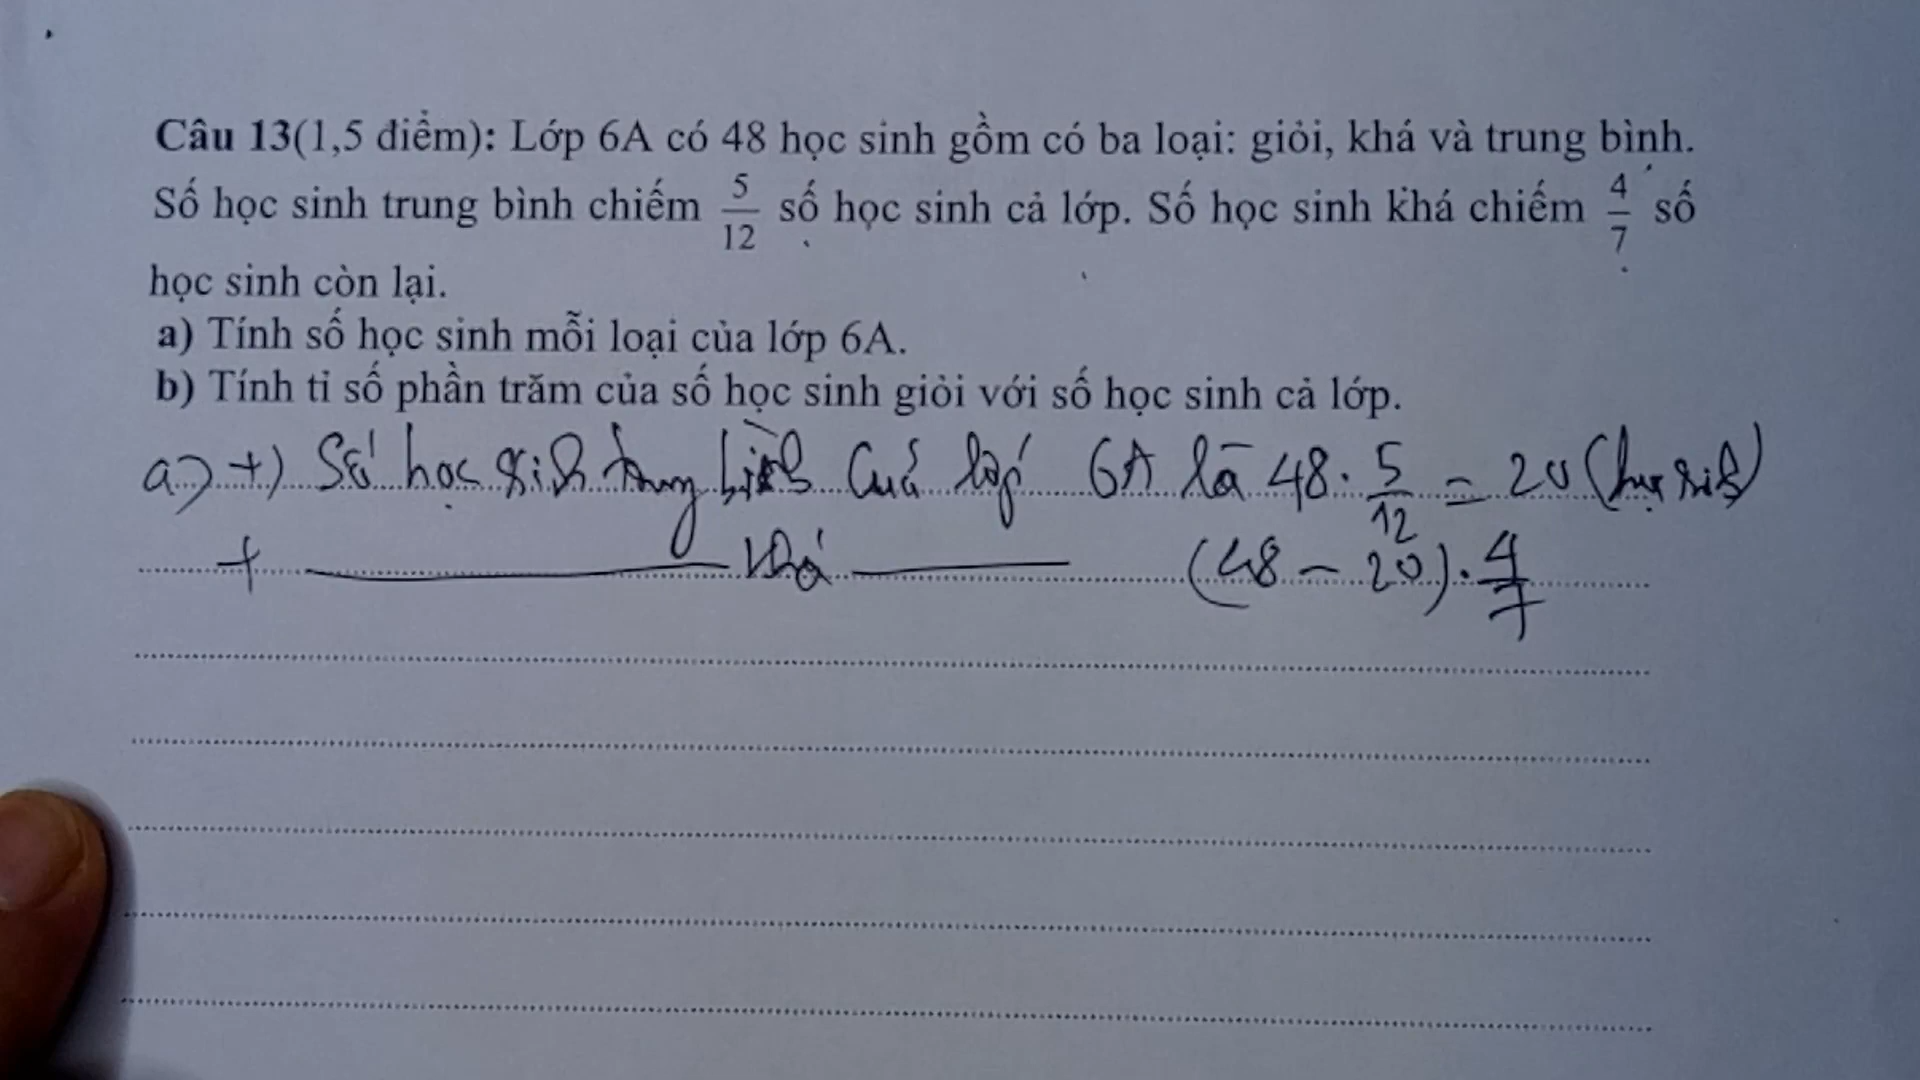 Câu 13(1,5 điểm): Lớp 6A có 48 học sinh gồm có ba loại: giỏi, khá và trung bình.
Số học sinh trung bình chiếm 5/12 số học sinh cả lớp. Số học sinh khá chiếm 4/7 số
học sinh còn lại.
a) Tính số học sinh mỗi loại của lớp 6A.
b) Tính tỉ số phần trăm của số học sinh giỏi với số học sinh cả lớp.
a) +) Số học sinh trung bình của lớp 6A là 48. 5/12 = 20 (học sinh)
+ khá (48 - 20). 4/7